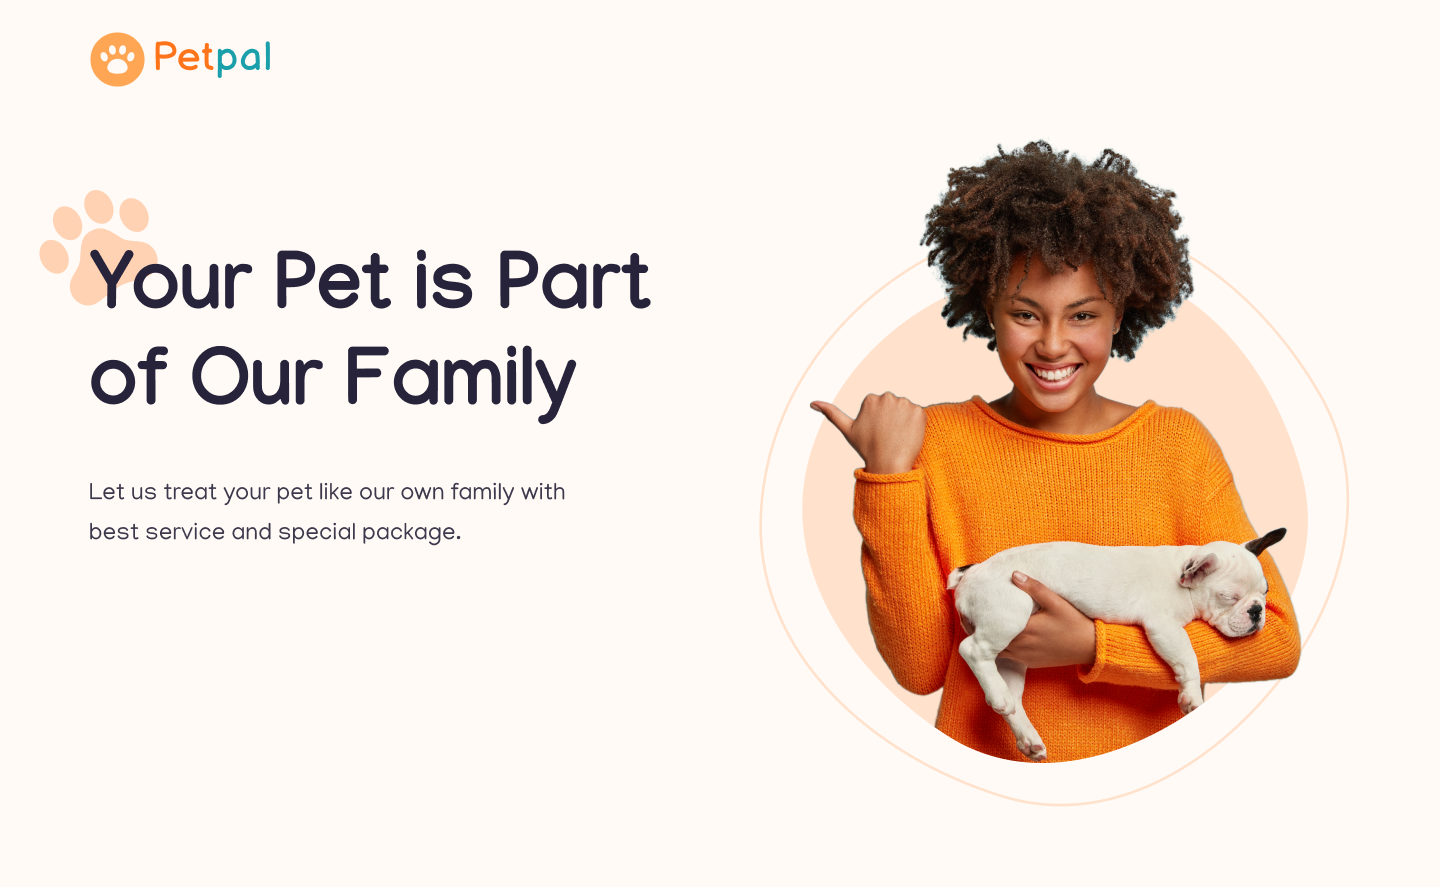 Petpal
Your Pet is Part
of Our Family
Let us treat your pet like our own family with
best service and special package.